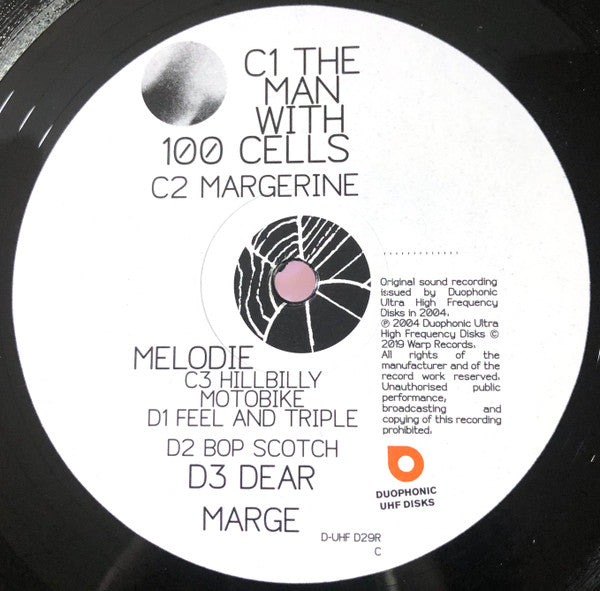 C1 THE
MAN
WITH
100 CELLS
C2 MARGERINE
MELODIE
C3 HILLBILLY
MOTOBIKE
D1 FEEL AND TRIPLE
D2 BOP SCOTCH
D3 DEAR
MARGE
Original sound recording
issued by Duophonic
Ultra High Frequency
Disks in 2004.
℗ 2004 Duophonic Ultra
High Frequency Disks ©
2019 Warp Records.
All rights of the
manufacturer and of the
record work reserved.
Unauthorised public
performance,
broadcasting and
copying of this recording
prohibited.
DUOPHONIC
UHF DISKS
D-UHF D29R
C